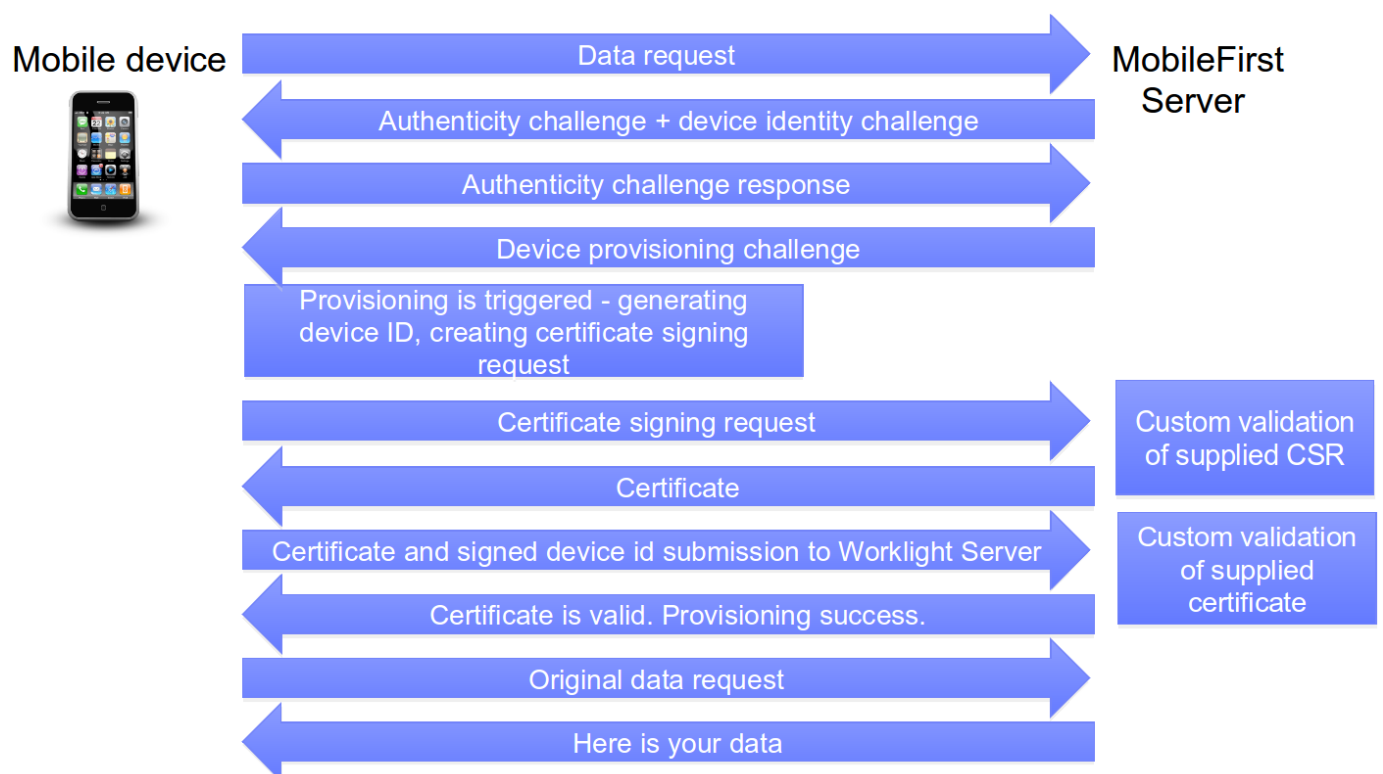 Mobile device
Data request
MobileFirst
Server
Authenticity challenge + device identity challenge
Authenticity challenge response
Device provisioning challenge
Provisioning is triggered - generating
device ID, creating certificate signing
request
Certificate signing request
Custom validation
of supplied CSR
Certificate
Certificate and signed device id submission to Worklight Server
Custom validation
of supplied
certificate
Certificate is valid. Provisioning success.
Original data request
Here is your data